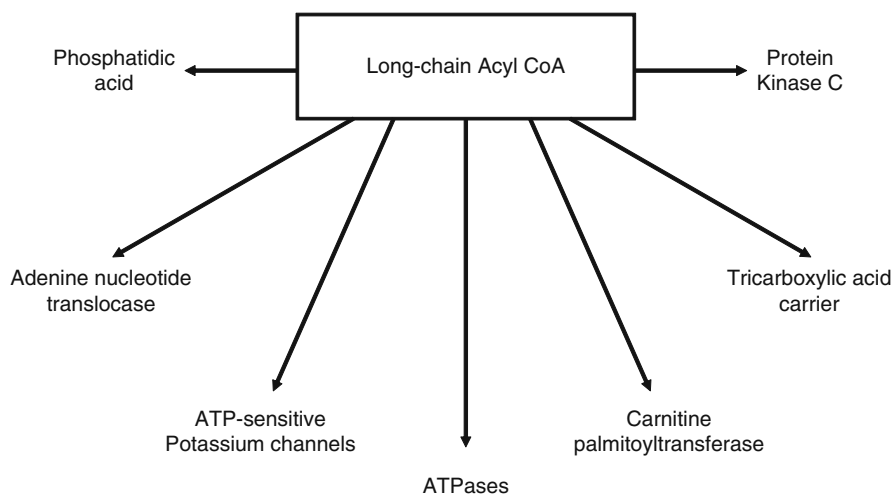 Phosphatidic
acid
Long-chain Acyl CoA
Protein
Kinase C
Adenine nucleotide
translocase
Tricarboxylic acid
carrier
ATP-sensitive
Potassium channels
Carnitine
palmitoyltransferase
ATPases